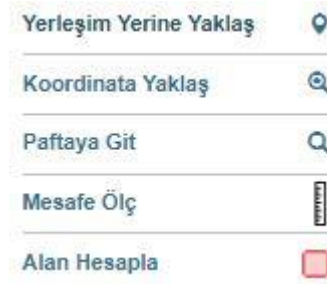 Yerleşim Yerine Yaklaş
Koordinata Yaklaş
Paftaya Git
Mesafe Ölç
Alan Hesapla